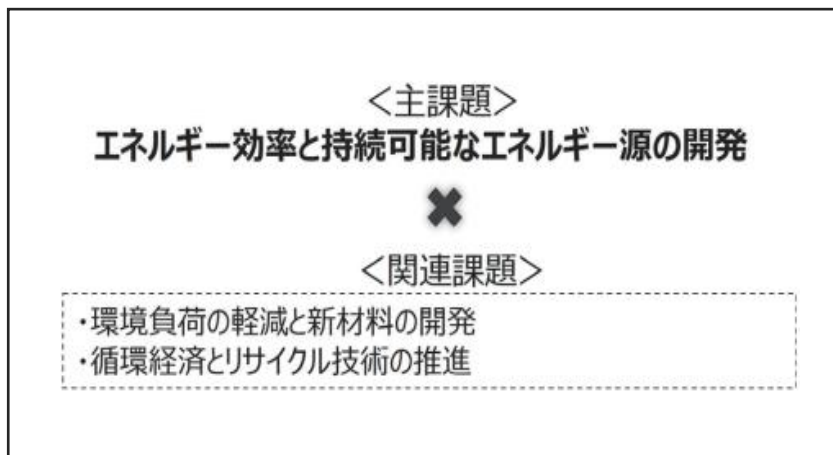 ＜主課題＞
エネルギー効率と持続可能なエネルギー源の開発
✖
＜関連課題＞
・環境負荷の軽減と新材料の開発
・循環経済とリサイクル技術の推進